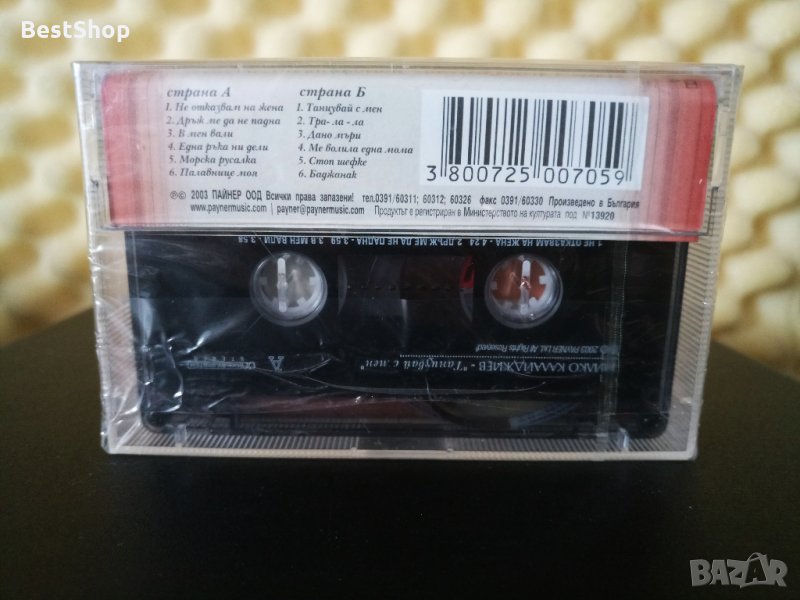 BestShop
страна А
1. Не отказвам на жена
2. Дръж ме да не падна
3. В мен вали
4. Една ръка ни дели
5. Морска русалка
6. Палавнице моя
страна Б
1. Танцувай с мен
2. Тра- ла - ла
3. Дано мъри
4. Ме волила една мома
5. Стоп шефке
6. Баджанак
3 800725 007059
℗© 2003 ПАЙНЕР ООД Всички права запазени! тел.0391/60311; 60312; 60326 факс 0391/60330 Произведено в България
www.paynermusic.com | payner@paynermusic.com Продуктът е регистриран в Министерството на културата под №13920
1.НЕ ОТКАЗВАМ НА ЖЕНА - 4.24 2.ДРЪЖ МЕ ДА НЕ ПАДНА - 3.59 3.В МЕН ВАЛИ - 3.58
2003 PAYNER Ltd. All Rights Reserved
МИКО КАЛАЙДЖИЕВ - "Танцувай с мен"
A
BAZAR